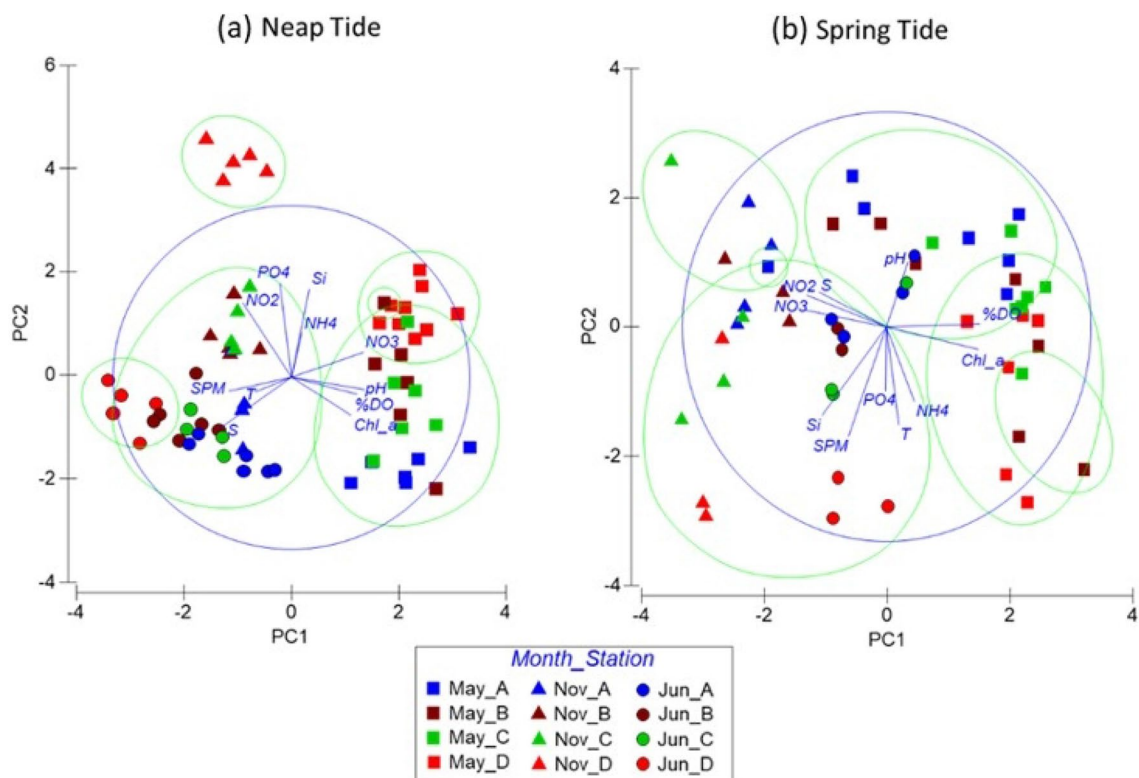 (a) Neap Tide
(b) Spring Tide
6
4
2
0
-2
-4
PC2
-4
-2
0
2
4
PC1
PO4
Si
NO2
NH4
NO3
SPM
T
pH
%DO
S
Chl_a
4
2
0
-2
-4
PC2
-4
-2
0
2
4
PC1
pH
NO2 S
NO3
%DO
Chl_a
PO4
NH4
Si
SPM
T
Month_Station
May_A Nov_A Jun_A
May_B Nov_B Jun_B
May_C Nov_C Jun_C
May_D Nov_D Jun_D